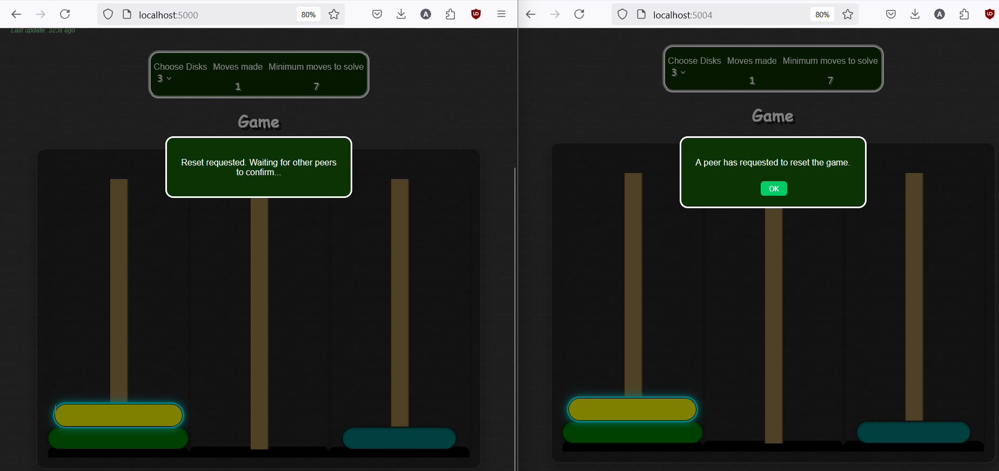 localhost:5000
80%
A
Last update: 323s ago
Choose Disks Moves made Minimum moves to solve
3
1 7
Game
Reset requested. Waiting for other peers
to confirm...
localhost:5004
80%
A
Choose Disks Moves made Minimum moves to solve
3
1 7
Game
A peer has requested to reset the game.
OK